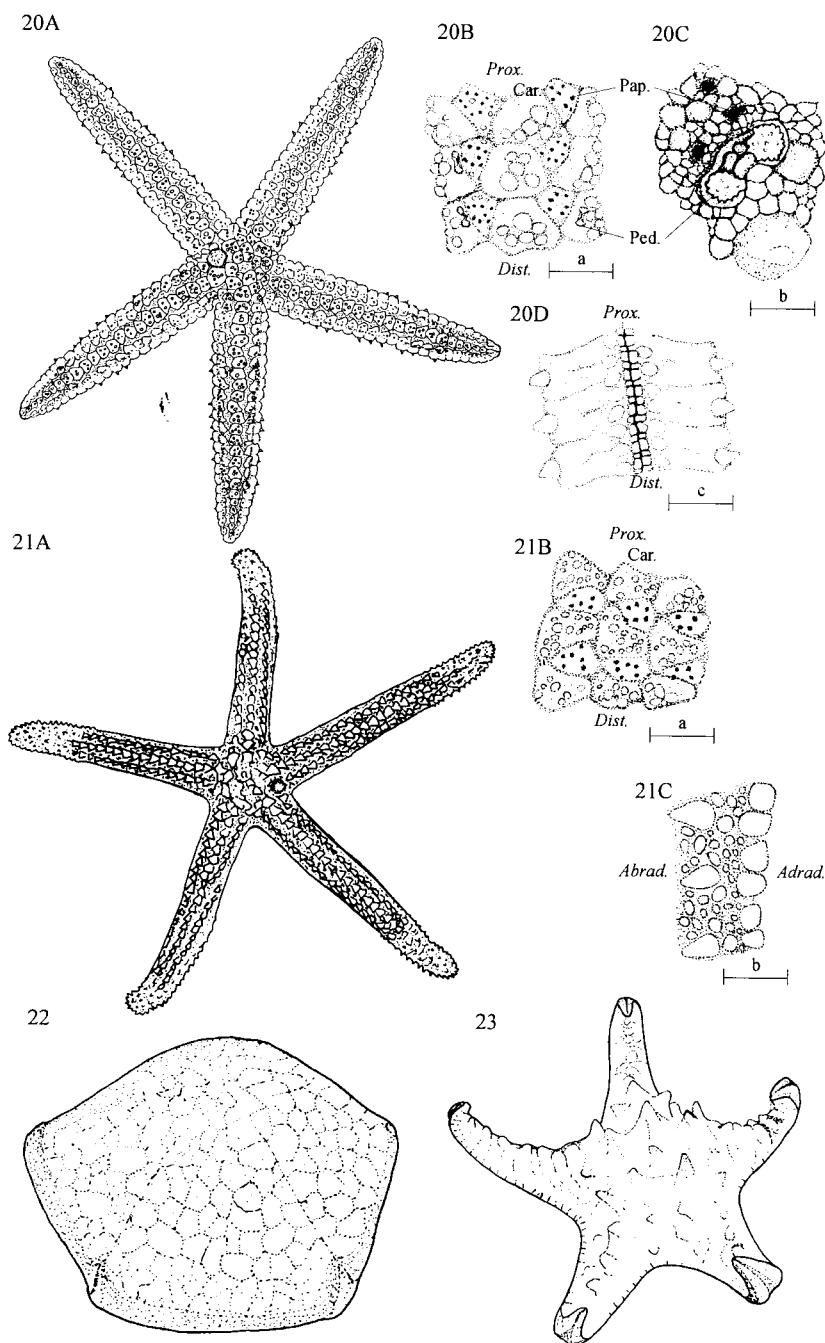 20A
20B
20C
Prox.
Car.
Pap.
Ped.
Dist.
a
b
20D
Prox.
Dist.
c
21A
21B
Prox.
Car.
Dist.
a
21C
Abrad.
Adrad.
b
22
23